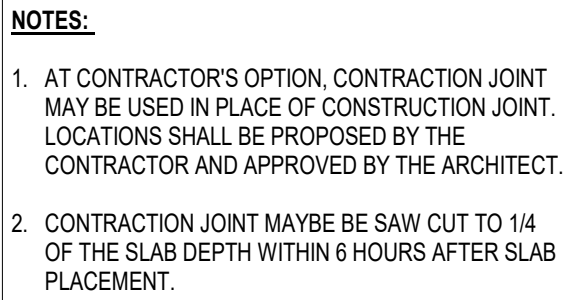 NOTES:
1. AT CONTRACTOR'S OPTION, CONTRACTION JOINT
MAY BE USED IN PLACE OF CONSTRUCTION JOINT.
LOCATIONS SHALL BE PROPOSED BY THE
CONTRACTOR AND APPROVED BY THE ARCHITECT.
2. CONTRACTION JOINT MAYBE BE SAW CUT TO 1/4
OF THE SLAB DEPTH WITHIN 6 HOURS AFTER SLAB
PLACEMENT.